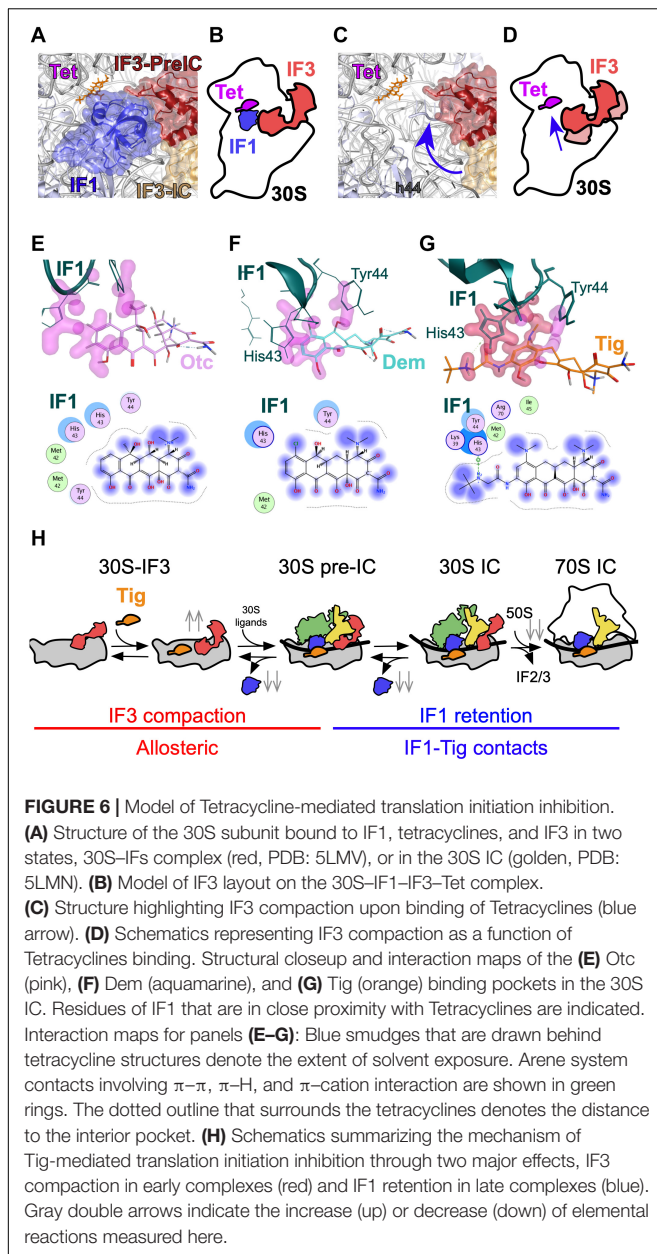 A B C D
Tet IF3-PreIC IF3 Tet IF3
Tet Tet
IF1 IF1
IF3-IC 30S h44 30S
E F G
IF1 IF1 Tyr44 IF1 Tyr44
His43
Otc His43 Dem Tig
IF1 Tyr 44 IF1 IF1 Arg 70 Ile 45
His 43 His 43 Tyr 44 Tyr 44 Met 42
Met 42 His 43 Lys 39 His 43
Met 42 Tyr 44 Met 42
H
30S-IF3 30S pre-IC 30S IC 70S IC
Tig 30S ligands 50S
IF2/3
IF3 compaction IF1 retention
Allosteric IF1-Tig contacts
FIGURE 6 | Model of Tetracycline-mediated translation initiation inhibition.
(A) Structure of the 30S subunit bound to IF1, tetracyclines, and IF3 in two
states, 30S–IFs complex (red, PDB: 5LMV), or in the 30S IC (golden, PDB:
5LMN). (B) Model of IF3 layout on the 30S–IF1–IF3–Tet complex.
(C) Structure highlighting IF3 compaction upon binding of Tetracyclines (blue
arrow). (D) Schematics representing IF3 compaction as a function of
Tetracyclines binding. Structural closeup and interaction maps of the (E) Otc
(pink), (F) Dem (aquamarine), and (G) Tig (orange) binding pockets in the 30S
IC. Residues of IF1 that are in close proximity with Tetracyclines are indicated.
Interaction maps for panels (E–G): Blue smudges that are drawn behind
tetracycline structures denote the extent of solvent exposure. Arene system
contacts involving π–π, π–H, and π–cation interaction are shown in green
rings. The dotted outline that surrounds the tetracyclines denotes the distance
to the interior pocket. (H) Schematics summarizing the mechanism of
Tig-mediated translation initiation inhibition through two major effects, IF3
compaction in early complexes (red) and IF1 retention in late complexes (blue).
Gray double arrows indicate the increase (up) or decrease (down) of elemental
reactions measured here.